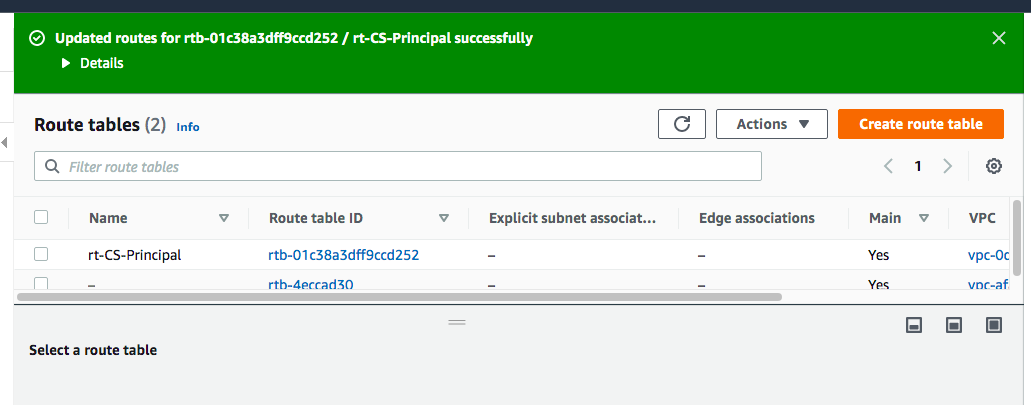 Updated routes for rtb-01c38a3dff9ccd252 / rt-CS-Principal successfully
Details
Route tables (2) Info
Actions
Create route table
Filter route tables
1
Name Route table ID Explicit subnet associat... Edge associations Main VPC
rt-CS-Principal rtb-01c38a3dff9ccd252 – – Yes vpc-0c
– rtb-4eccad30 – – Yes vpc-af
Select a route table